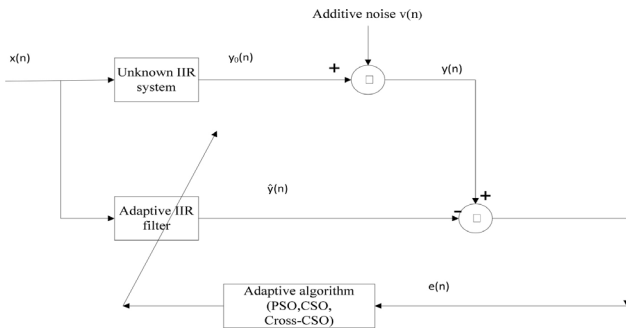 Additive noise v(n)
x(n)
y₀(n)
+
y(n)
Unknown IIR
system
ŷ(n)
+
-
Adaptive IIR
filter
e(n)
Adaptive algorithm
(PSO,CSO,
Cross-CSO)